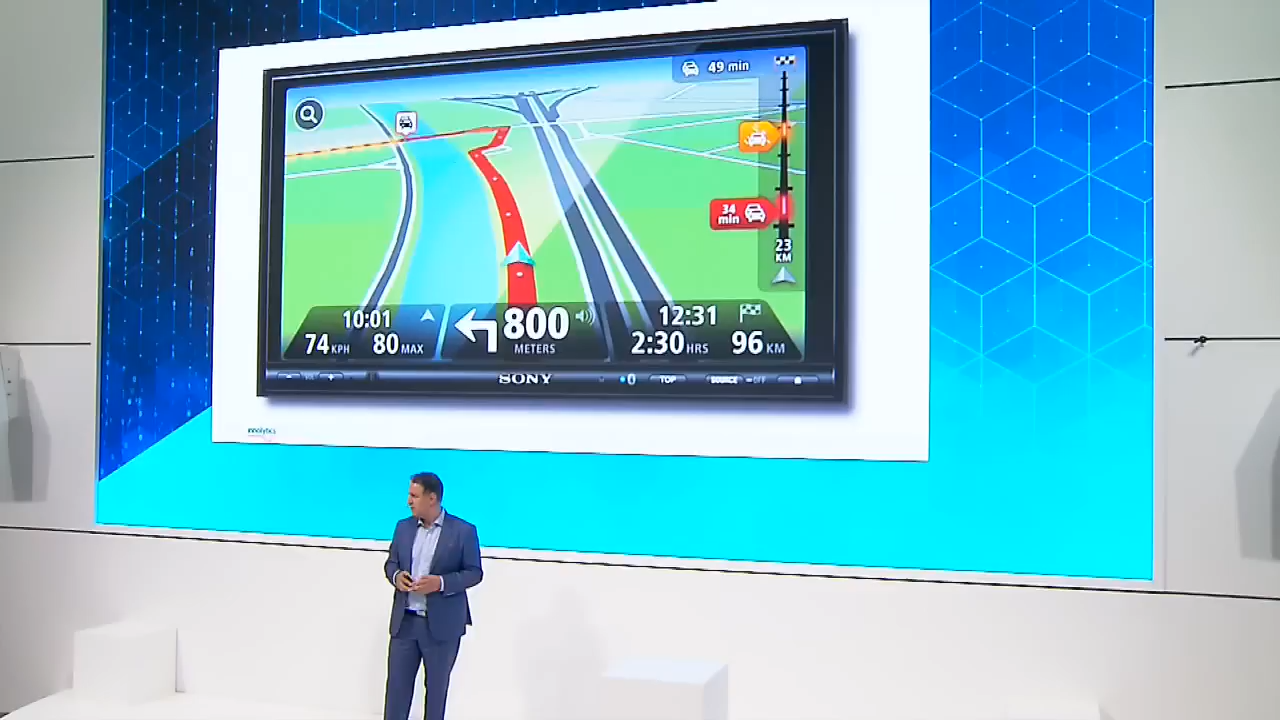 49 min
34
min
23
KM
10:01
74 KPH 80 MAX
800
METERS
12:31
2:30 HRS 96 KM
SONY
TOP
SOURCE
OFF
innolytics